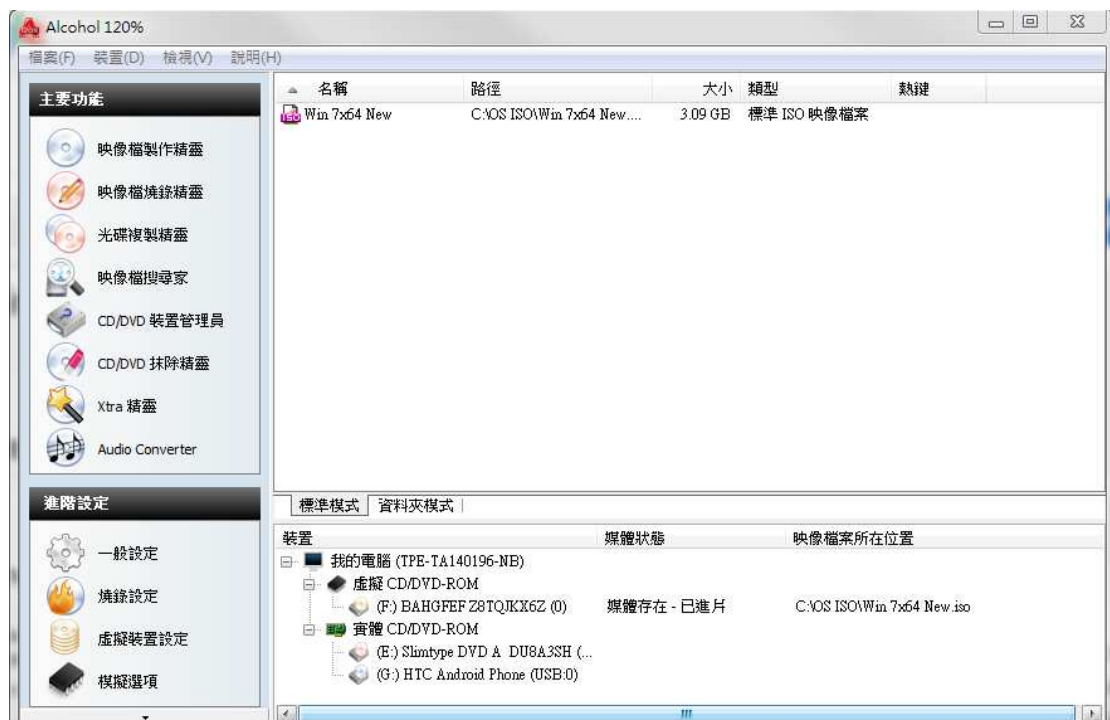 Alcohol 120%
檔案(F) 裝置(D) 檢視(V) 說明(H)
主要功能
映像檔製作精靈
映像檔燒錄精靈
光碟複製精靈
映像檔搜尋家
CD/DVD 裝置管理員
CD/DVD 抹除精靈
Xtra 精靈
Audio Converter
進階設定
一般設定
燒錄設定
虛擬裝置設定
模擬選項
名稱 路徑 大小 類型 熱鍵
Win 7x64 New C:\OS ISO\Win 7x64 New.... 3.09 GB 標準 ISO 映像檔案
標準模式 資料夾模式
裝置 媒體狀態 映像檔案所在位置
我的電腦 (TPE-TA140196-NB)
虛擬 CD/DVD-ROM
(F:) BAHGFEF Z8TQJKX6Z (0) 媒體存在 - 已進片 C:\OS ISO\Win 7x64 New.iso
實體 CD/DVD-ROM
(E:) Slimtype DVD A DU8A3SH (...
(G:) HTC Android Phone (USB:0)